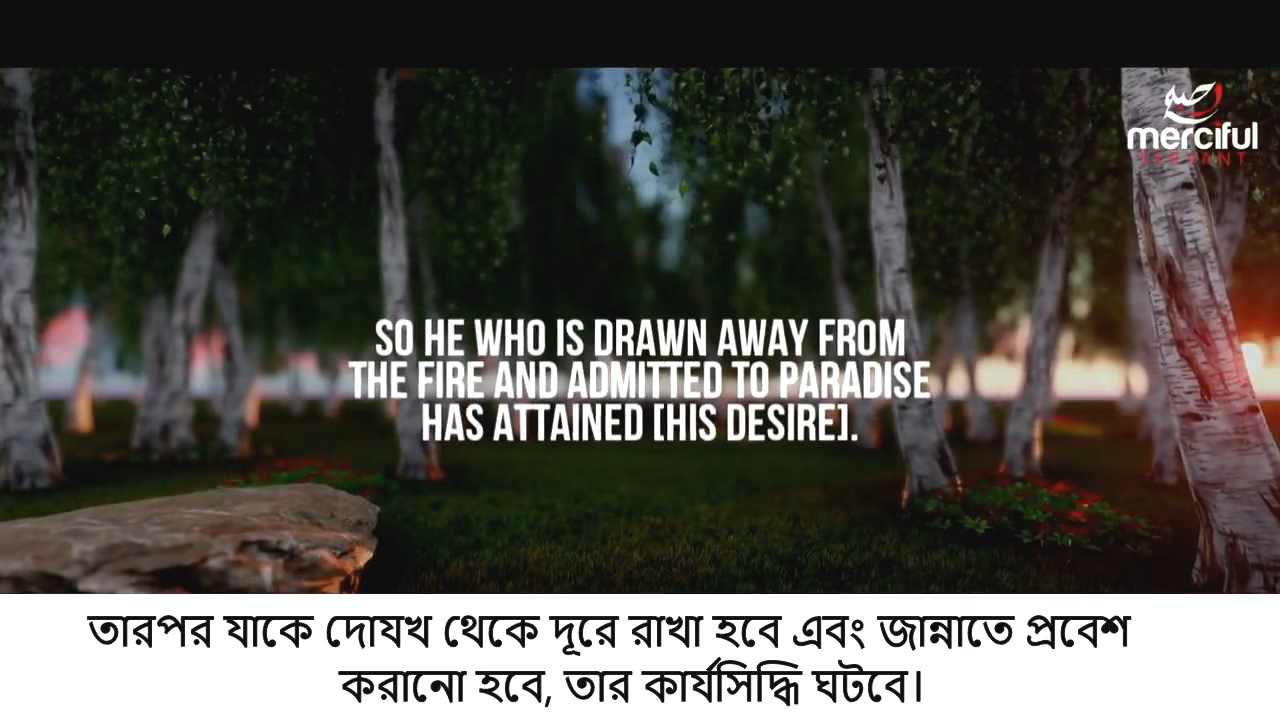 merciful
SERVANT
SO HE WHO IS DRAWN AWAY FROM
THE FIRE AND ADMITTED TO PARADISE
HAS ATTAINED [HIS DESIRE].
তারপর যাকে দোযখ থেকে দূরে রাখা হবে এবং জান্নাতে প্রবেশ
করানো হবে, তার কার্যসিদ্ধি ঘটবে।